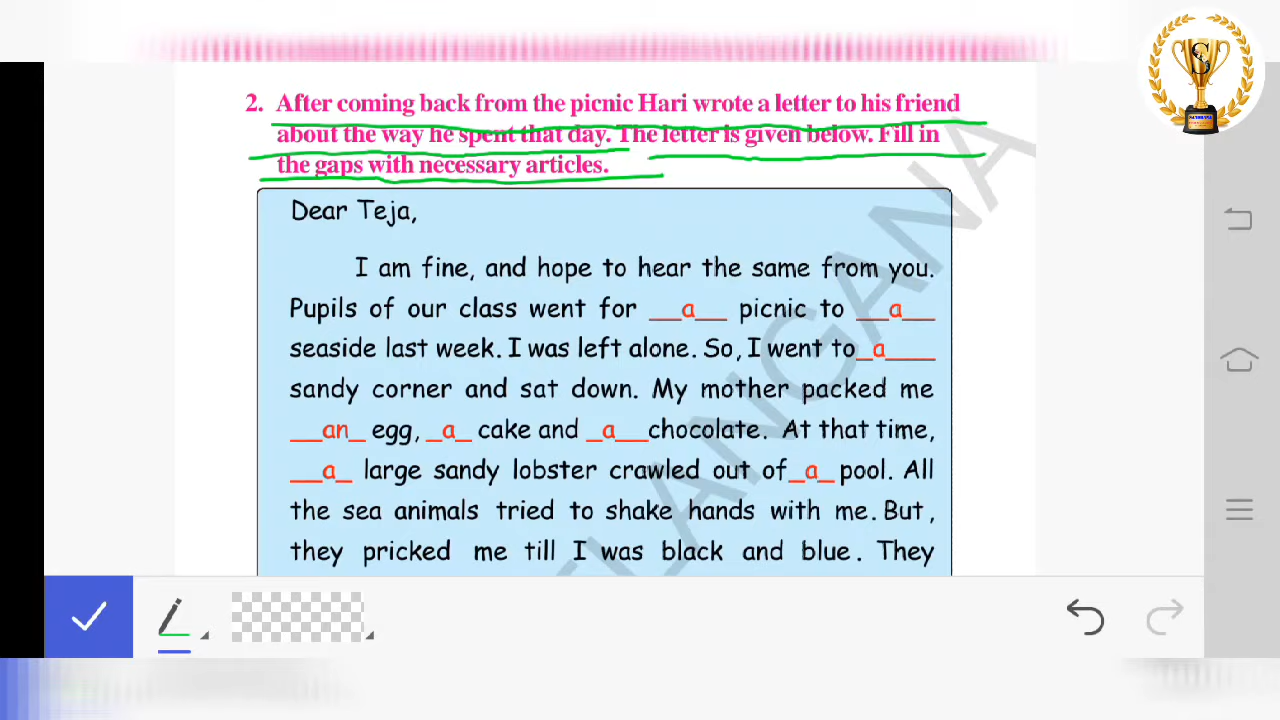 2. After coming back from the picnic Hari wrote a letter to his friend
about the way he spent that day. The letter is given below. Fill in
the gaps with necessary articles.
Dear Teja,
I am fine, and hope to hear the same from you.
Pupils of our class went for __a__ picnic to __a__
seaside last week. I was left alone. So, I went to_a____
sandy corner and sat down. My mother packed me
__an_ egg, _a_ cake and _a__chocolate. At that time,
__a_ large sandy lobster crawled out of_a_ pool. All
the sea animals tried to shake hands with me. But,
they pricked me till I was black and blue. They